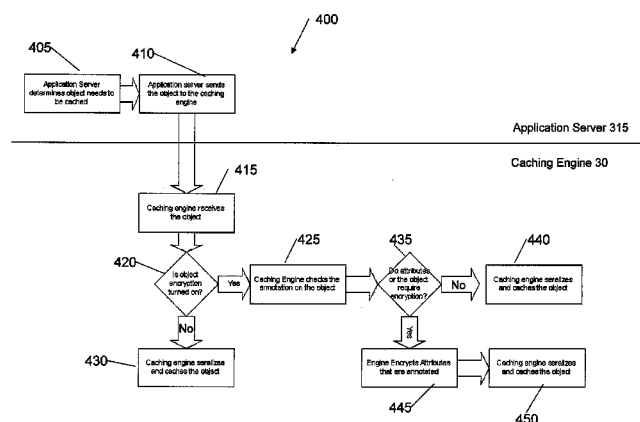 400
405
410
Application Server
determines object needs to
be cached
Application server sends
the object to the caching
engine
Application Server 315
Caching Engine 30
415
Caching engine receives
the object
420
Is object
encryption
turned on?
Yes
425
Caching Engine checks the
annotation on the object
435
Do attributes
or the object
require
encryption?
No
440
Caching engine serializes
and caches the object
No
Yes
430
Caching engine serializes
and caches the object
Engine Encrypts Attributes
that are annotated
445
Caching engine serializes
and caches the object
450